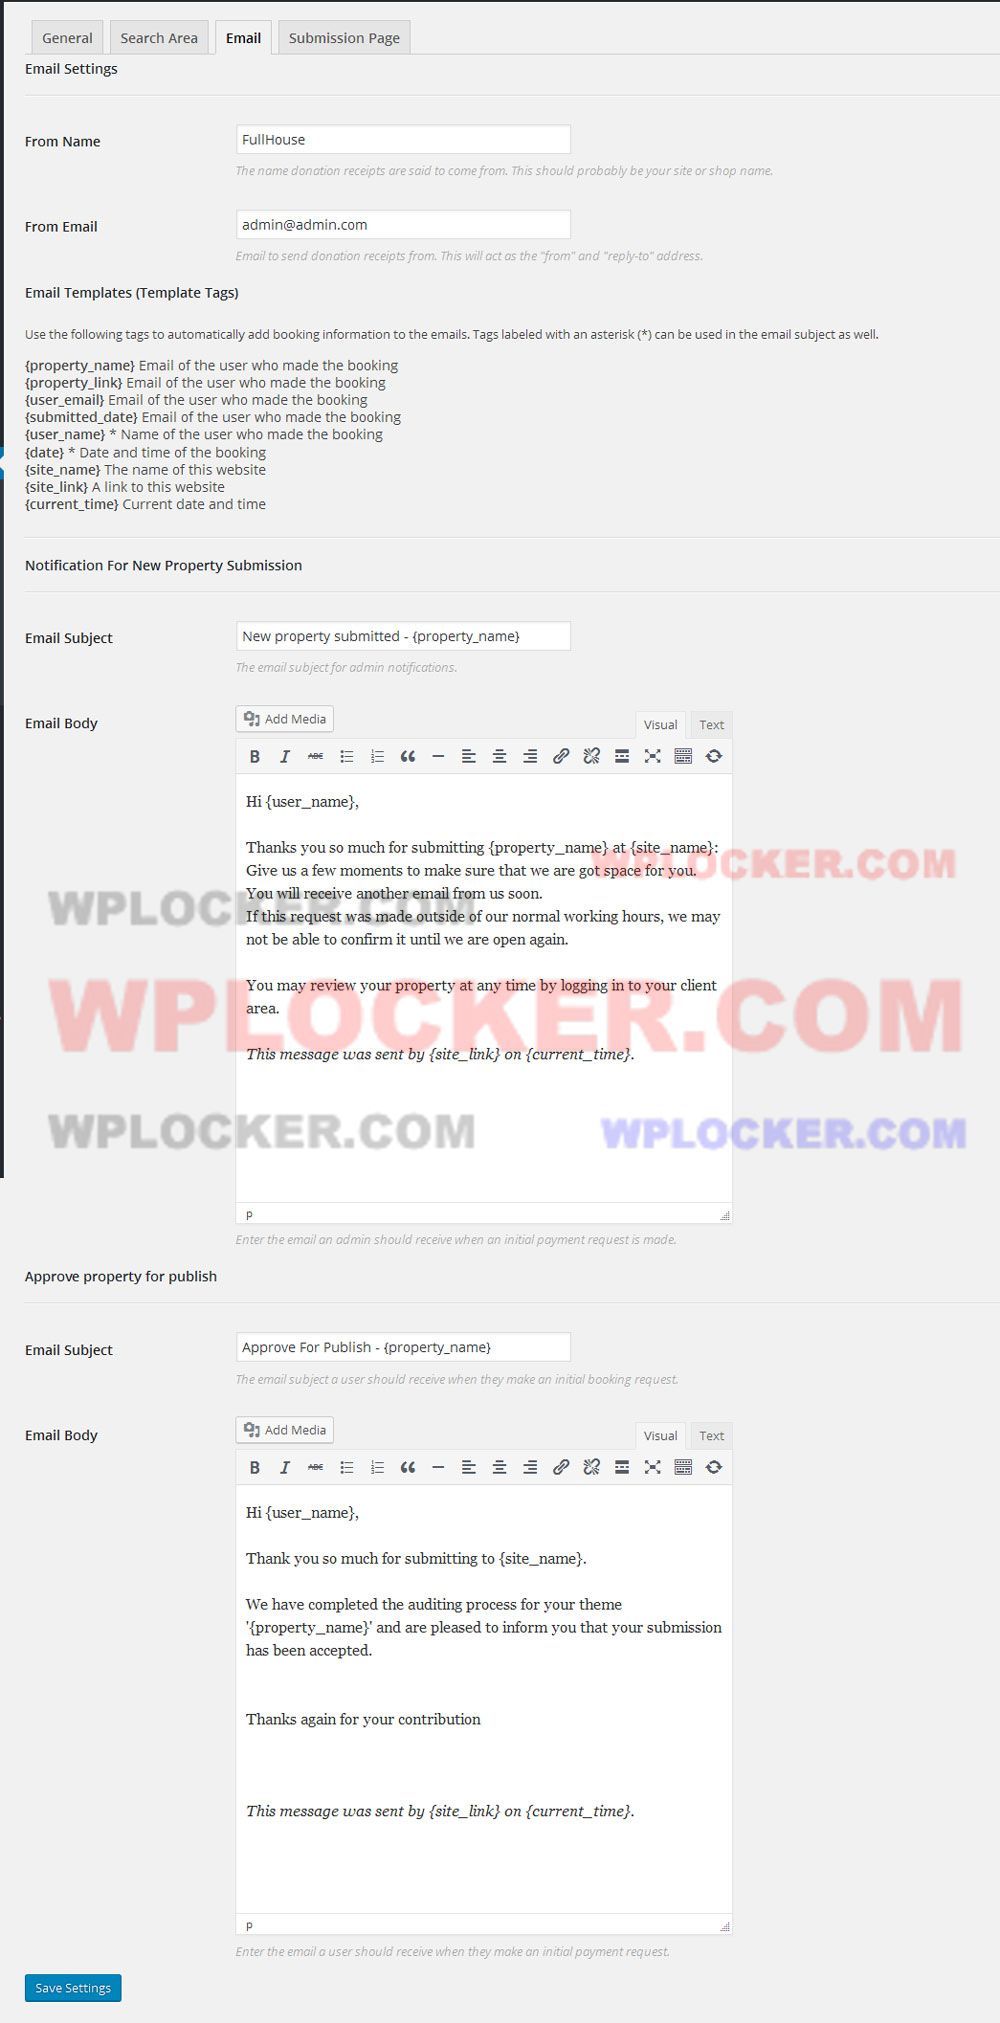 General Search Area Email Submission Page
Email Settings
From Name FullHouse
The name donation receipts are said to come from. This should probably be your site or shop name.
From Email admin@admin.com
Email to send donation receipts from. This will act as the "from" and "reply-to" address.
Email Templates (Template Tags)
Use the following tags to automatically add booking information to the emails. Tags labeled with an asterisk (*) can be used in the email subject as well.
{property_name} Email of the user who made the booking
{property_link} Email of the user who made the booking
{user_email} Email of the user who made the booking
{submitted_date} Email of the user who made the booking
{user_name} * Name of the user who made the booking
{date} * Date and time of the booking
{site_name} The name of this website
{site_link} A link to this website
{current_time} Current date and time
Notification For New Property Submission
Email Subject New property submitted - {property_name}
The email subject for admin notifications.
Email Body Add Media Visual Text
B I ABC
Hi {user_name},
Thanks you so much for submitting {property_name} at {site_name}:
WPLOCKER.COM
Give us a few moments to make sure that we are got space for you.
You will receive another email from us soon.
WPLOCKER.COM
If this request was made outside of our normal working hours, we may
not be able to confirm it until we are open again.
You may review your property at any time by logging in to your client
area.
WPLOCKER.COM
This message was sent by {site_link} on {current_time}.
WPLOCKER.COM WPLOCKER.COM
p
Enter the email an admin should receive when an initial payment request is made.
Approve property for publish
Email Subject Approve For Publish - {property_name}
The email subject a user should receive when they make an initial booking request.
Email Body Add Media Visual Text
B I ABC
Hi {user_name},
Thank you so much for submitting to {site_name}.
We have completed the auditing process for your theme
'{property_name}' and are pleased to inform you that your submission
has been accepted.
Thanks again for your contribution
This message was sent by {site_link} on {current_time}.
p
Enter the email a user should receive when they make an initial payment request.
Save Settings